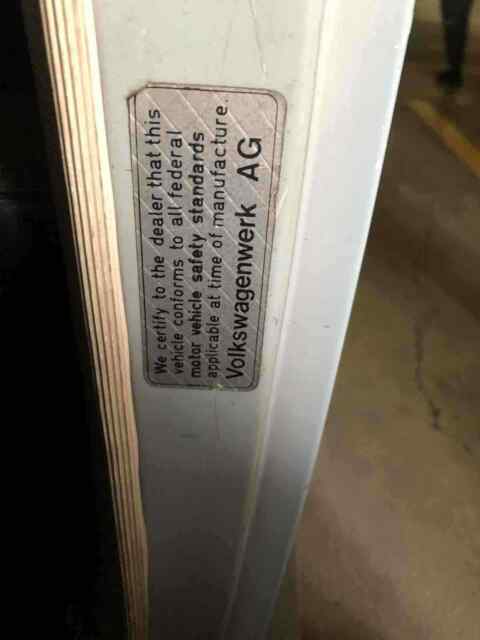 We certify to the dealer that this
vehicle conforms to all federal
motor vehicle safety standards
applicable at time of manufacture.
Volkswagenwerk AG